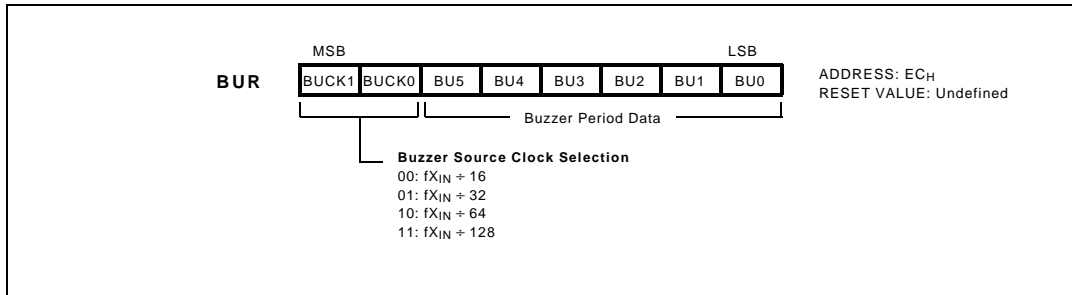 MSB LSB
BUR BUCK1 BUCK0 BU5 BU4 BU3 BU2 BU1 BU0
ADDRESS: ECH
RESET VALUE: Undefined
Buzzer Period Data
Buzzer Source Clock Selection
00: fXIN ÷ 16
01: fXIN ÷ 32
10: fXIN ÷ 64
11: fXIN ÷ 128